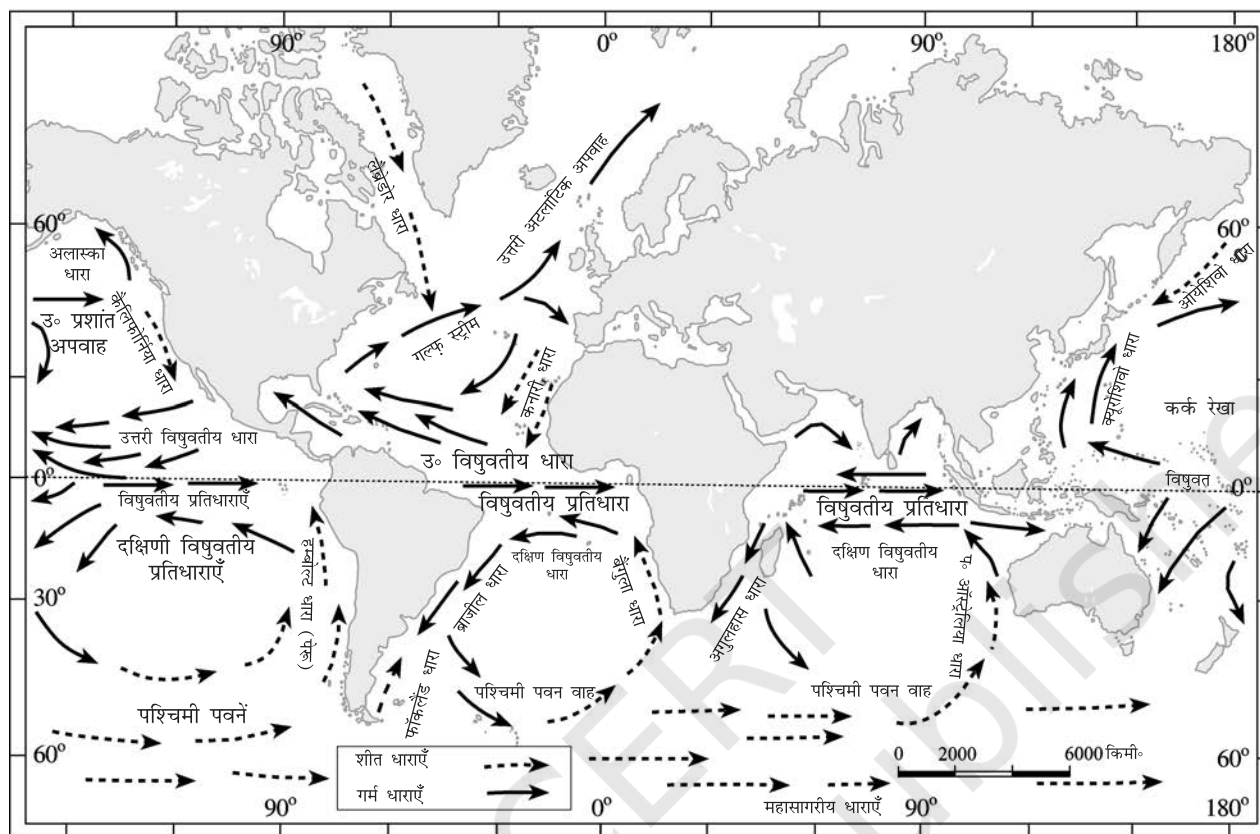 90° 0° 90° 180°
लैब्रेडोर धारा
उत्तरी अटलांटिक अपवाह
60° 60°
अलास्का
धारा
कैलिफोर्निया धारा
उ॰ प्रशांत
अपवाह
गल्फ़ स्ट्रीम
कनारी धारा
ओयेशिवो धारा
क्यूरोशिवो धारा
कर्क रेखा
उत्तरी विषुवतीय धारा
उ॰ विषुवतीय धारा
0° विषुवत 0°
विषुवतीय प्रतिधाराएँ
विषुवतीय प्रतिधारा
विषुवतीय प्रतिधारा
दक्षिणी विषुवतीय
प्रतिधाराएँ
हम्बोल्ट धारा (पेरू)
दक्षिण विषुवतीय
धारा
बैंगुला धारा
दक्षिण विषुवतीय
धारा
30° 30°
ब्राजील धारा
अगुलहास धारा
प॰ ऑस्ट्रेलिया धारा
फॉकलैंड धारा
पश्चिमी पवनें
पश्चिमी पवन वाह
पश्चिमी पवन वाह
60° 60°
शीत धाराएँ
गर्म धाराएँ
0 2000 6000 किमी॰
महासागरीय धाराएँ
90° 0° 90° 180°